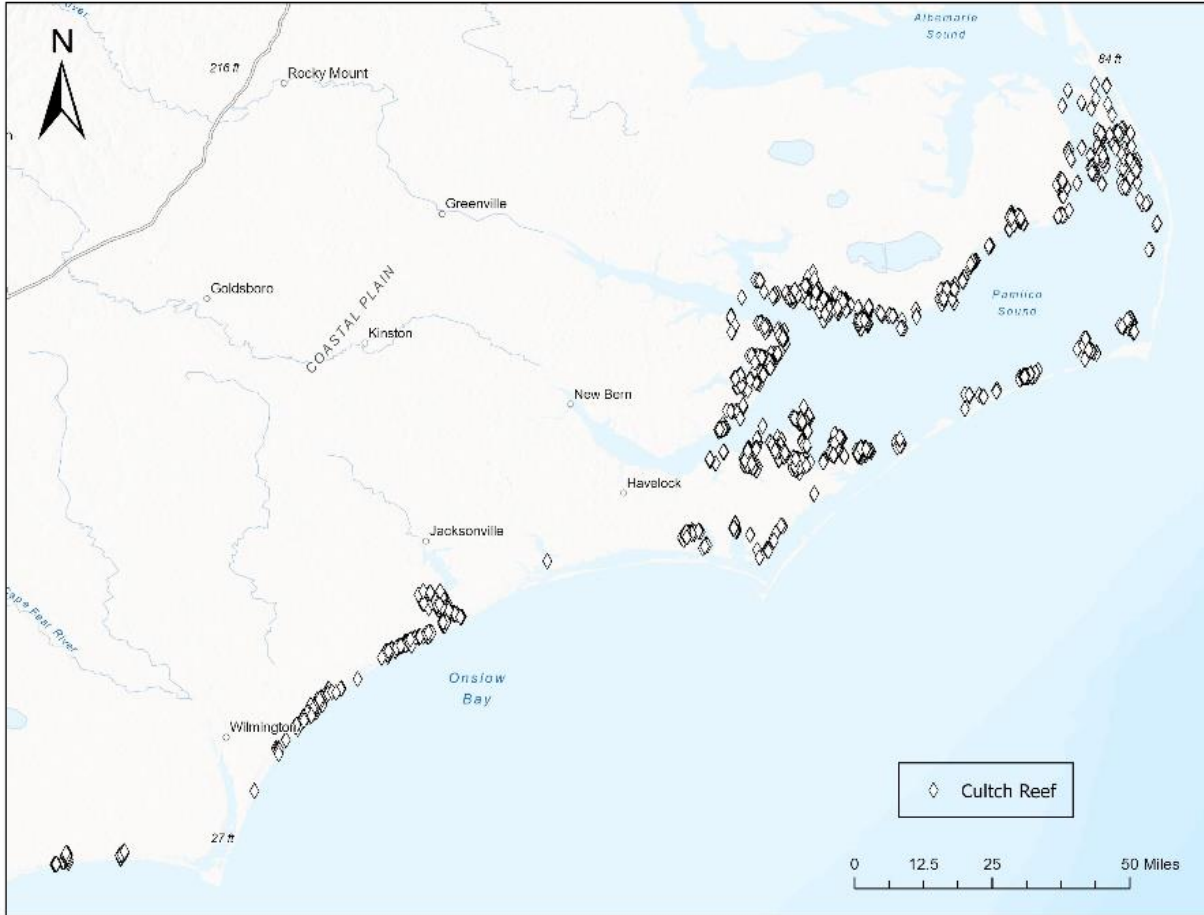 River
Albemarle
Sound
N
216 ft
Rocky Mount
84 ft
Greenville
Goldsboro
COASTAL PLAIN
Kinston
Pamlico
Sound
New Bern
Havelock
Jacksonville
Cape Fear River
Onslow
Bay
Wilmington
Cultch Reef
27 ft
0 12.5 25 50 Miles